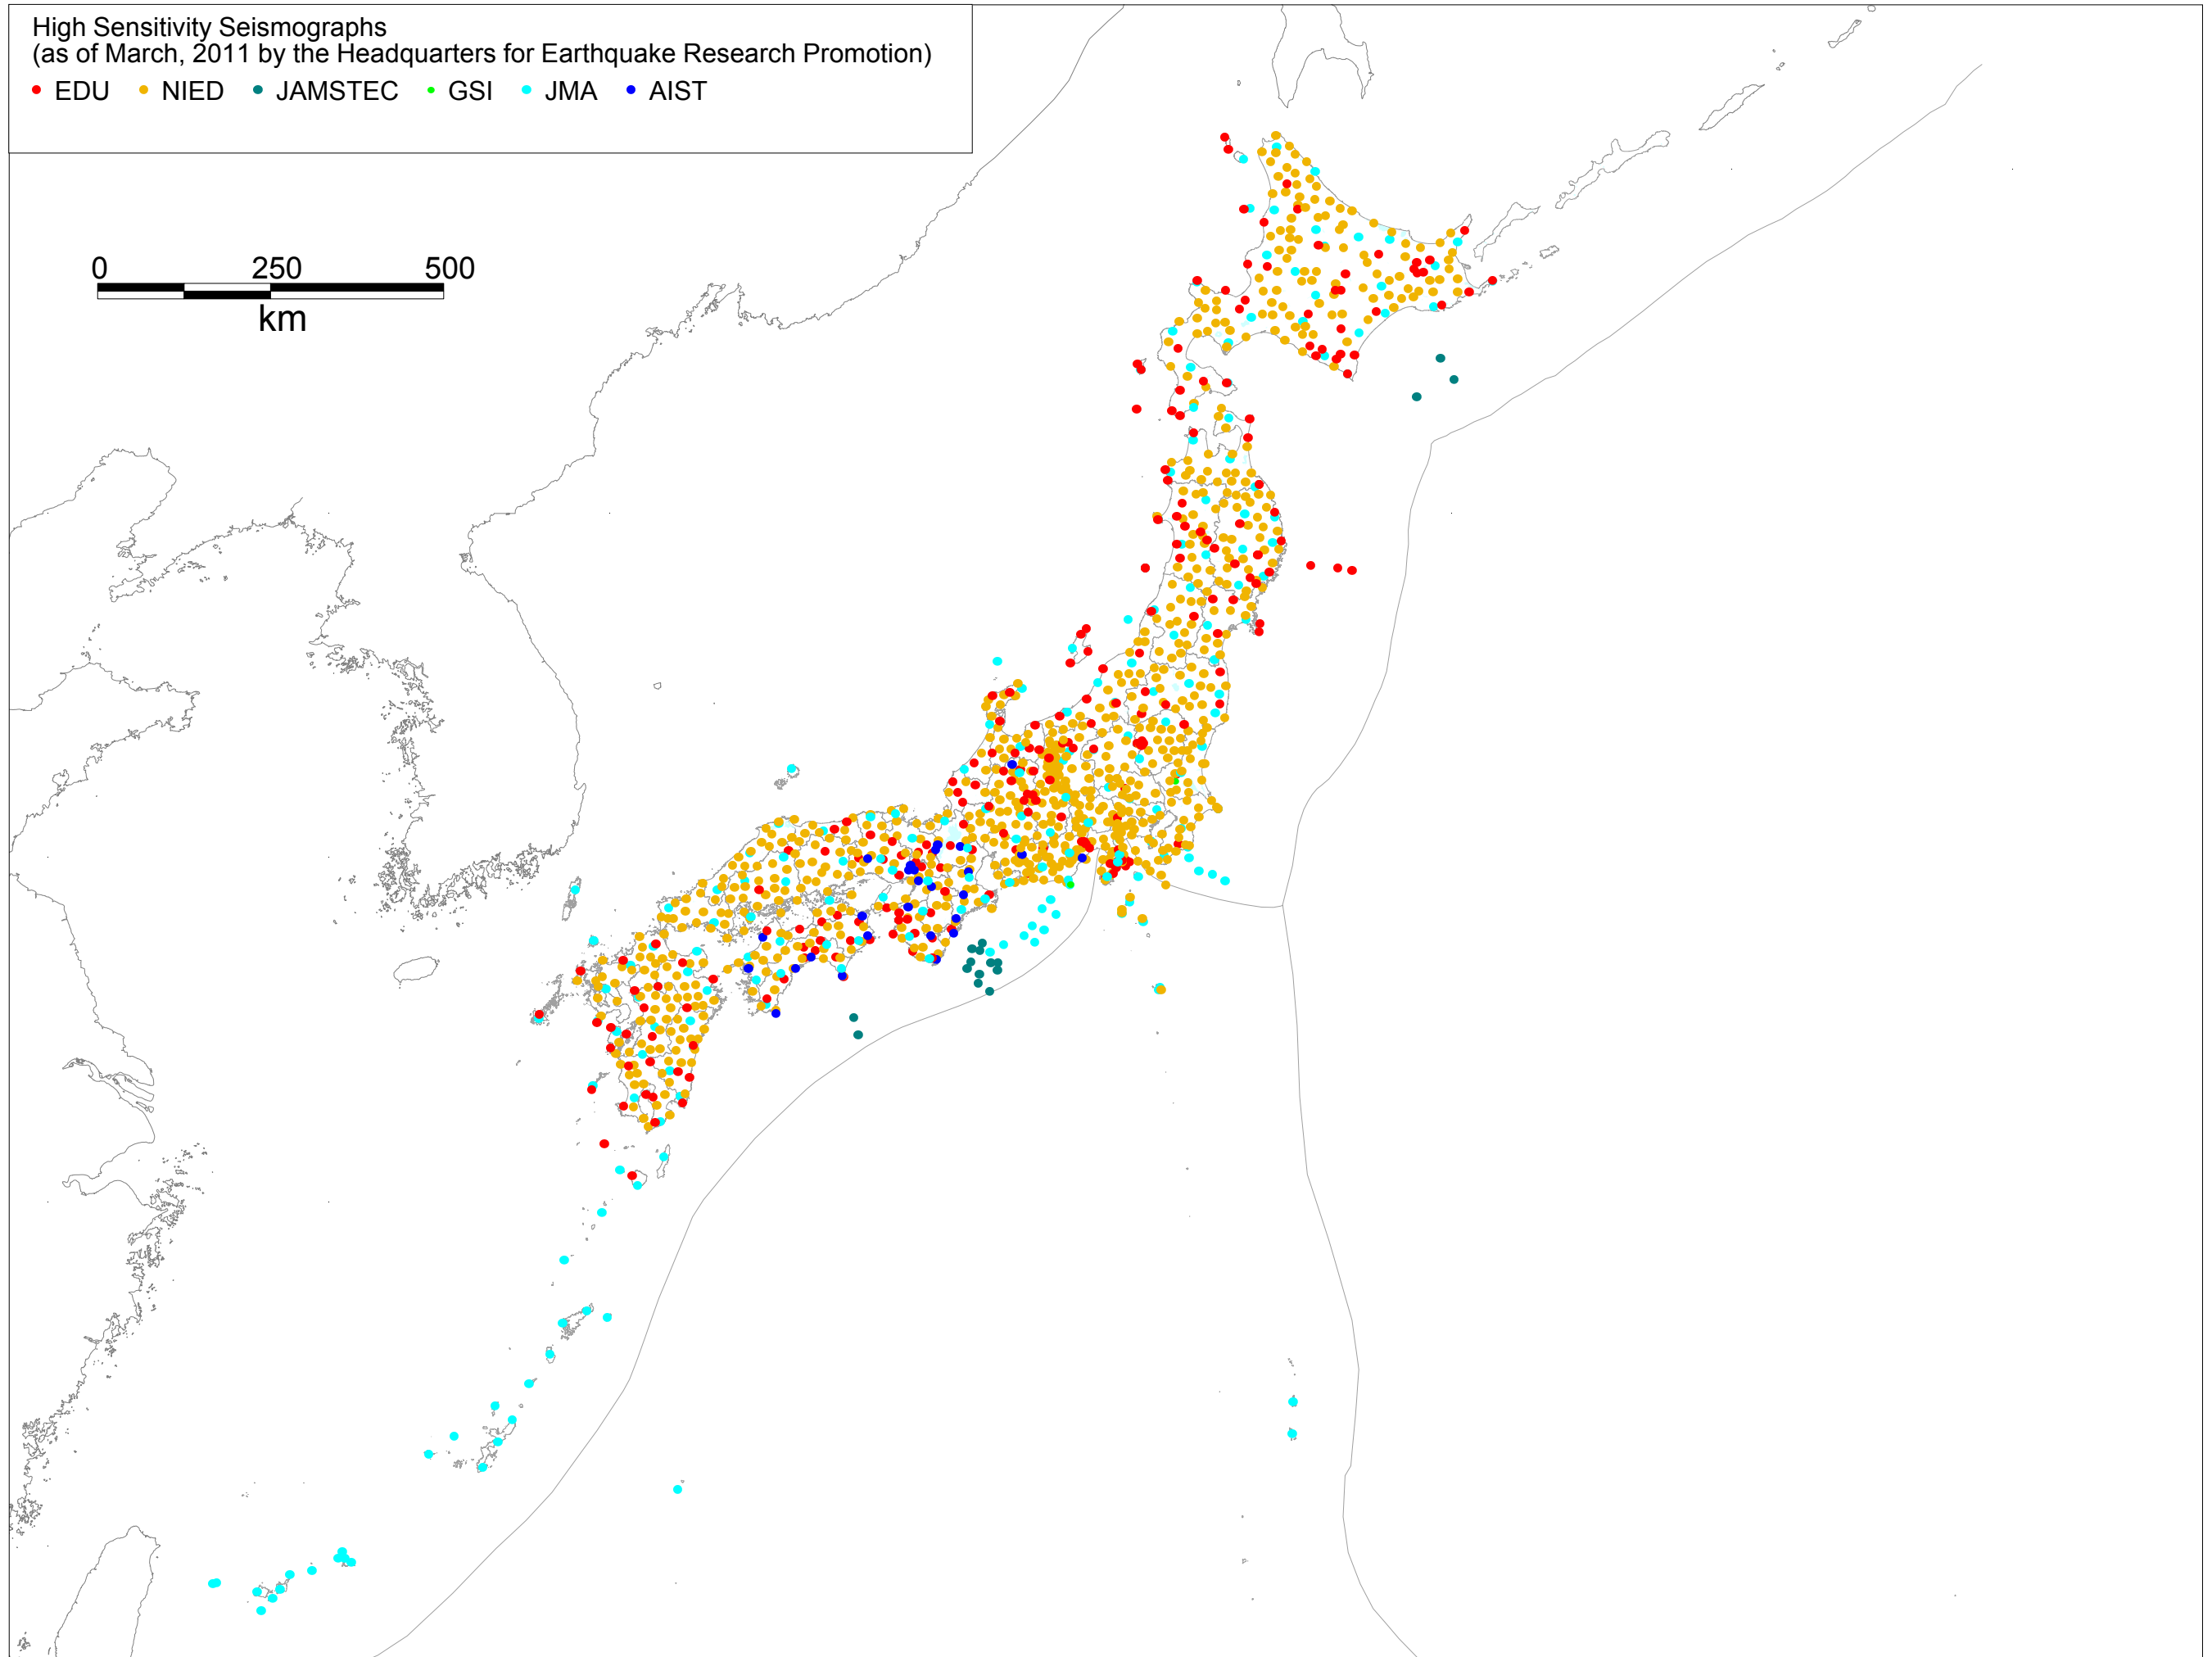 High Sensitivity Seismographs
(as of March, 2011 by the Headquarters for Earthquake Research Promotion)
EDU NIED JAMSTEC GSI JMA AIST
0 250 500
km